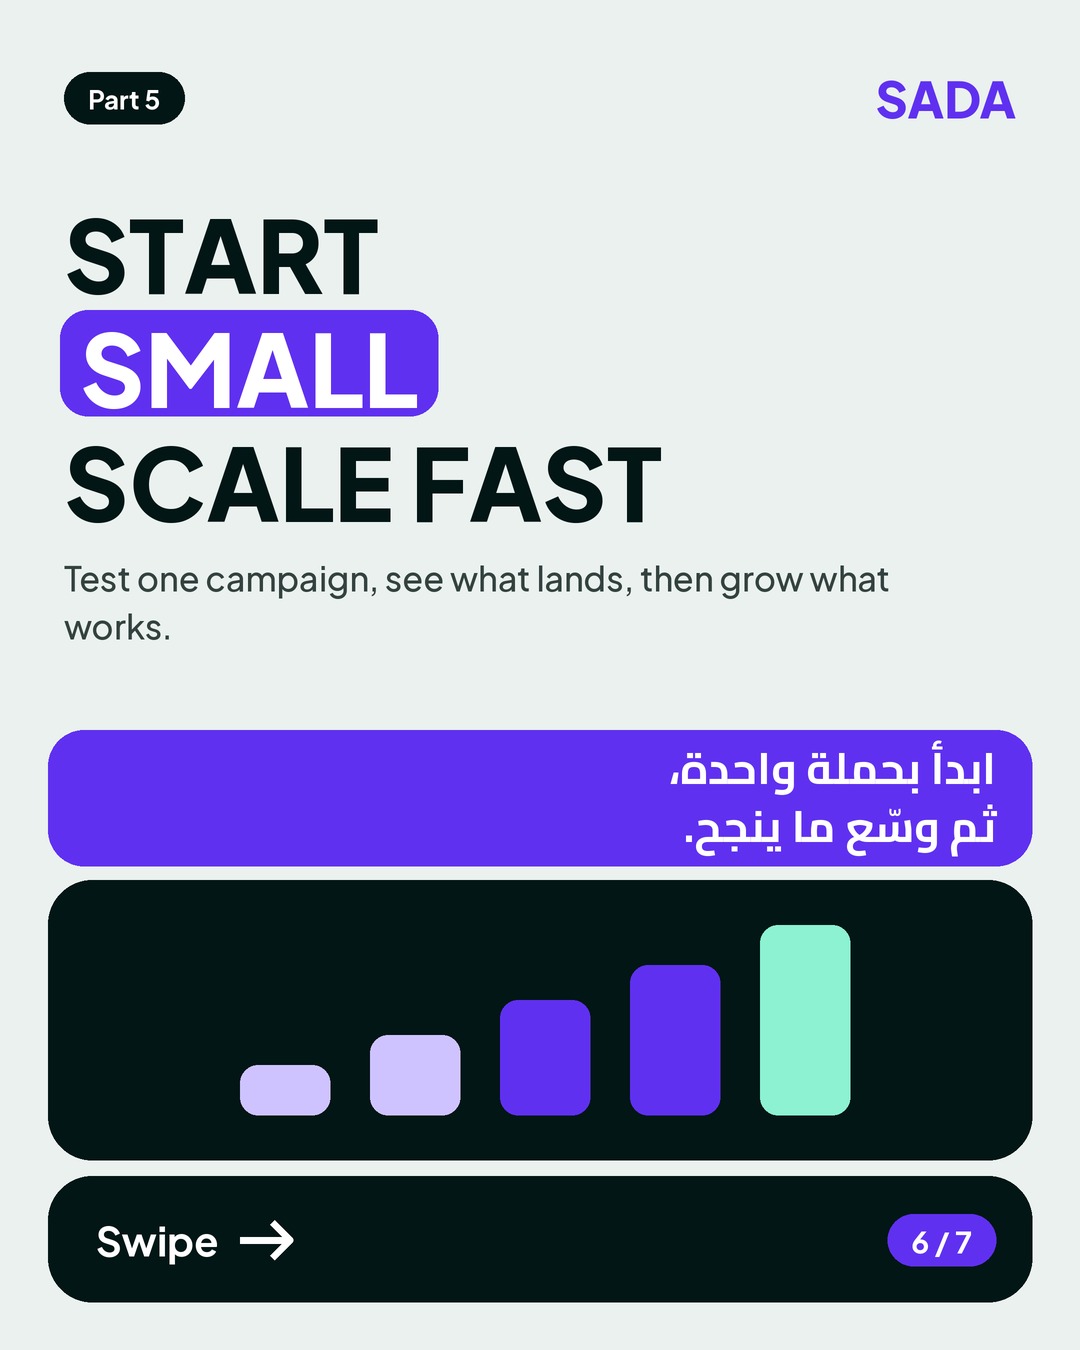 Part 5
SADA
START
SMALL
SCALE FAST
Test one campaign, see what lands, then grow what
works.
ابدأ بحملة واحدة،
ثم وسّع ما ينجح.
Swipe →
6 / 7